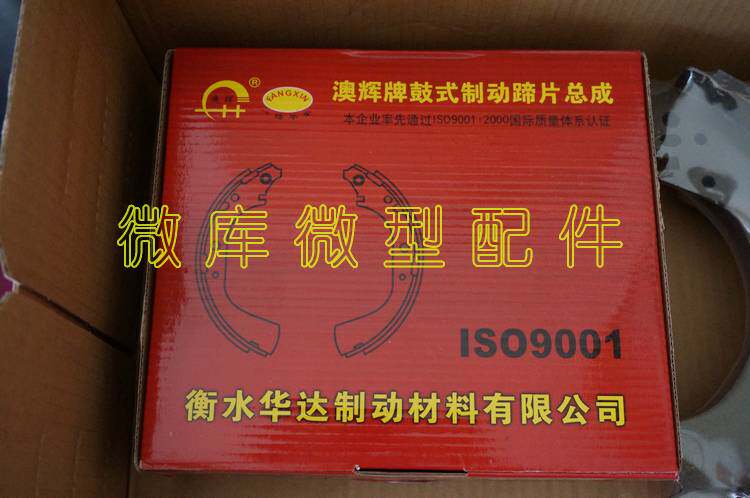 澳辉牌鼓式制动蹄片总成
®
FANGXIN
本企业率先通过ISO9001:2000国际质量体系认证
微库微型配件
ISO9001
衡水华达制动材料有限公司